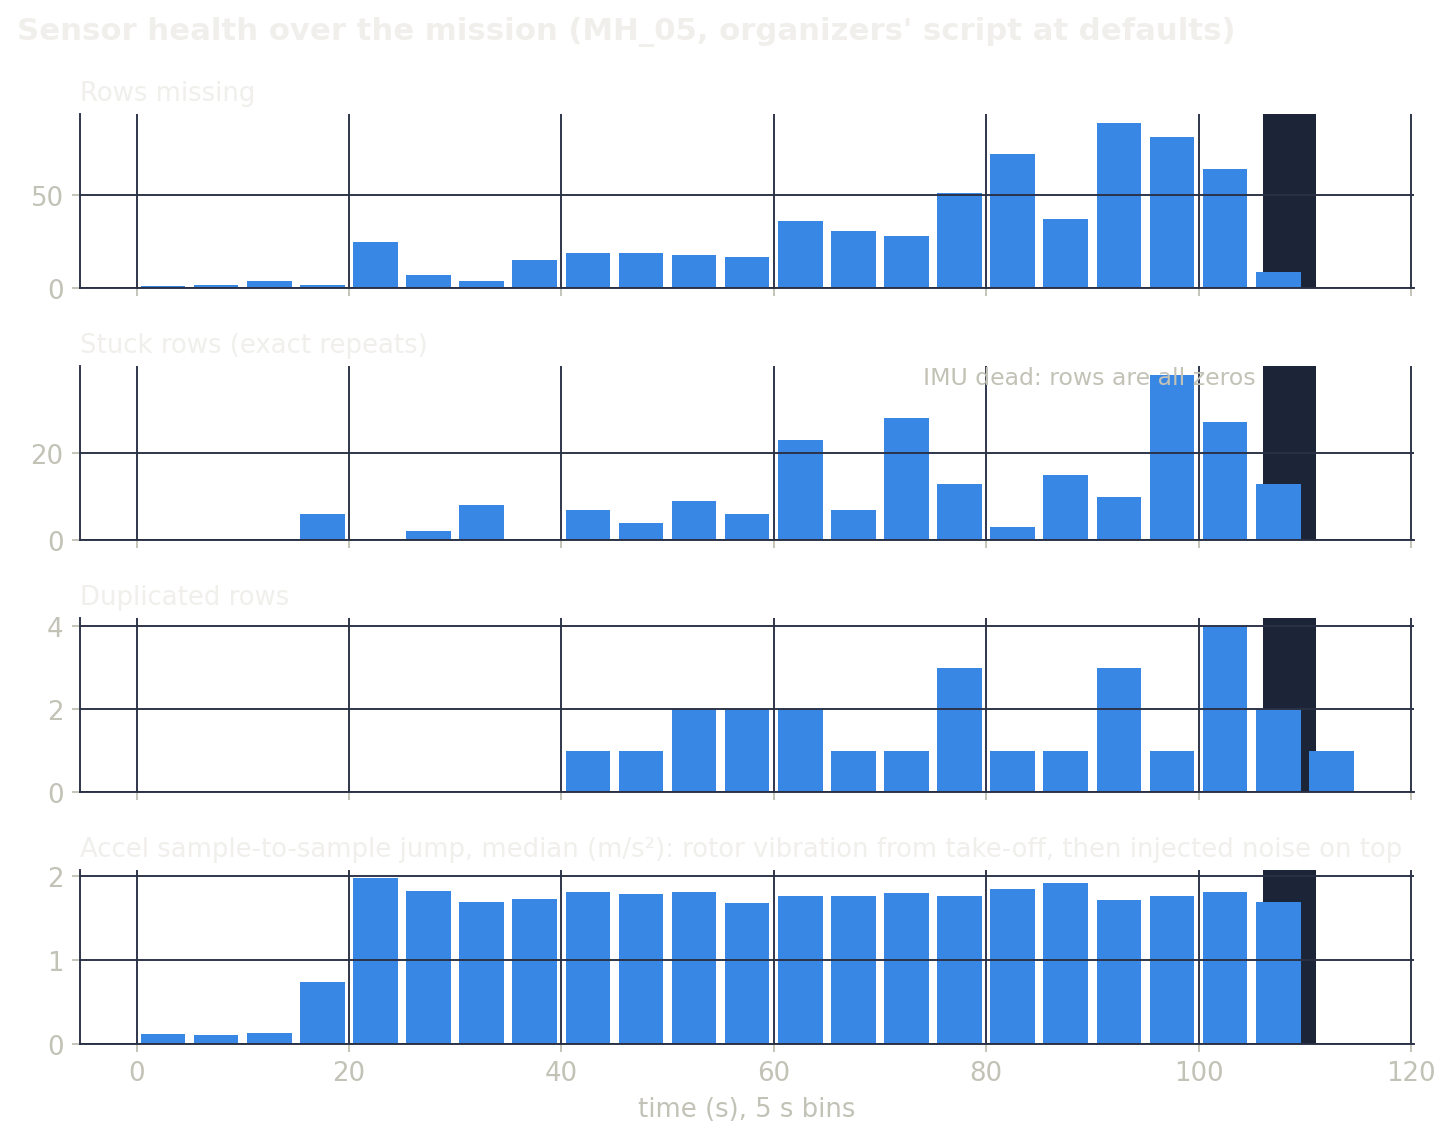 Sensor health over the mission (MH_05, organizers' script at defaults)
Rows missing
50
0
Stuck rows (exact repeats)
IMU dead: rows are all zeros
20
0
Duplicated rows
4
2
0
Accel sample-to-sample jump, median (m/s²): rotor vibration from take-off, then injected noise on top
2
1
0
0 20 40 60 80 100 120
time (s), 5 s bins